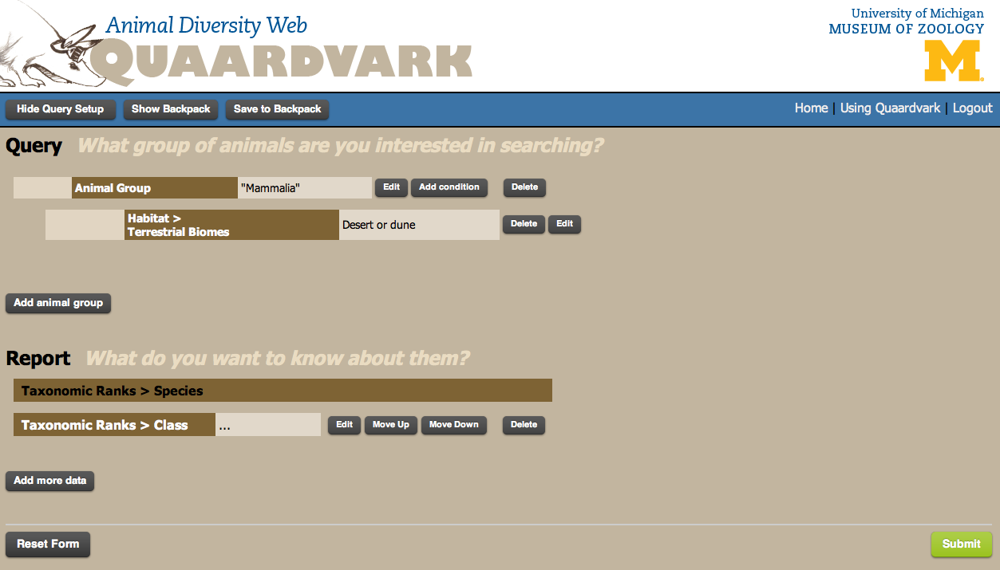 Animal Diversity Web
QUAARDVARK
University of Michigan
MUSEUM OF ZOOLOGY
M
Hide Query Setup Show Backpack Save to Backpack Home | Using Quaardvark | Logout
Query What group of animals are you interested in searching?
Animal Group "Mammalia" Edit Add condition Delete
Habitat >
Terrestrial Biomes Desert or dune Delete Edit
Add animal group
Report What do you want to know about them?
Taxonomic Ranks > Species
Taxonomic Ranks > Class ... Edit Move Up Move Down Delete
Add more data
Reset Form Submit